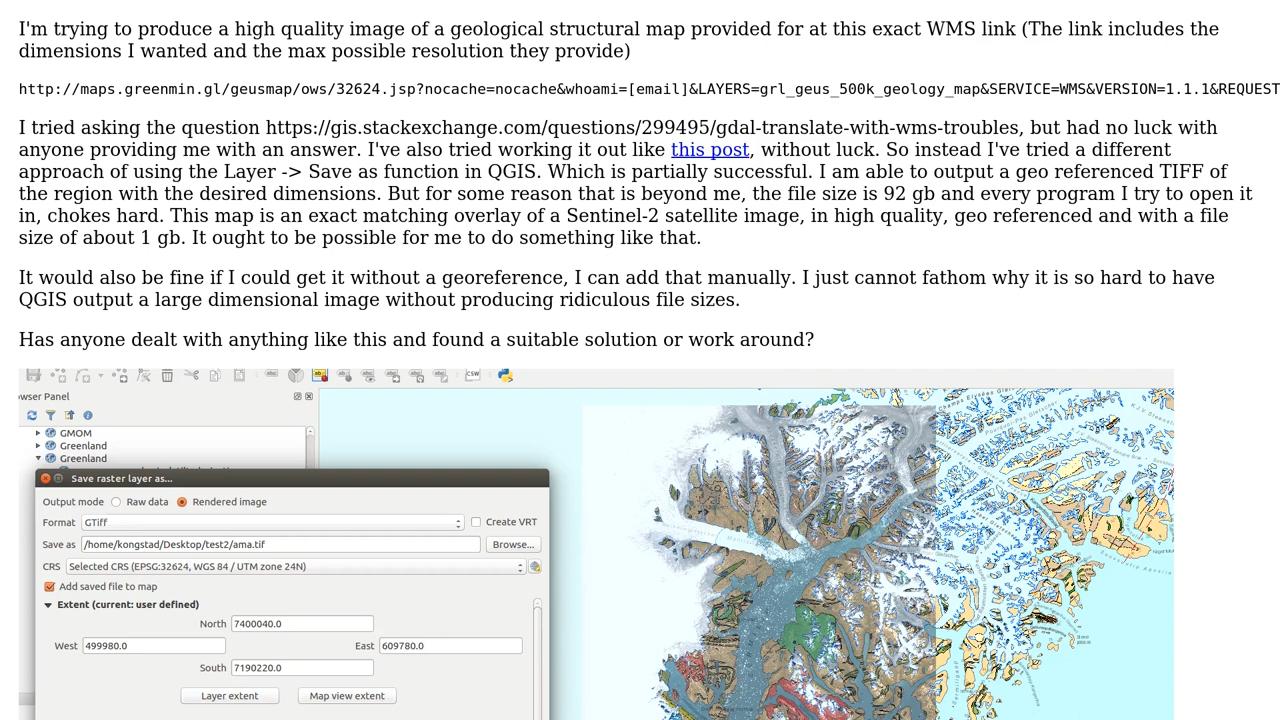 I'm trying to produce a high quality image of a geological structural map provided for at this exact WMS link (The link includes the
dimensions I wanted and the max possible resolution they provide)
http://maps.greenmin.gl/geusmap/ows/32624.jsp?nocache=nocache&whoami=[email]&LAYERS=grl_geus_500k_geology_map&SERVICE=WMS&VERSION=1.1.1&REQUEST
I tried asking the question https://gis.stackexchange.com/questions/299495/gdal-translate-with-wms-troubles, but had no luck with
anyone providing me with an answer. I've also tried working it out like this post, without luck. So instead I've tried a different
approach of using the Layer -> Save as function in QGIS. Which is partially successful. I am able to output a geo referenced TIFF of
the region with the desired dimensions. But for some reason that is beyond me, the file size is 92 gb and every program I try to open it
in, chokes hard. This map is an exact matching overlay of a Sentinel-2 satellite image, in high quality, geo referenced and with a file
size of about 1 gb. It ought to be possible for me to do something like that.
It would also be fine if I could get it without a georeference, I can add that manually. I just cannot fathom why it is so hard to have
QGIS output a large dimensional image without producing ridiculous file sizes.
Has anyone dealt with anything like this and found a suitable solution or work around?
wser Panel
GMOM
Greenland
Greenland
Save raster layer as...
Output mode Raw data Rendered image
Format GTiff Create VRT
Save as /home/kongstad/Desktop/test2/ama.tif Browse...
CRS Selected CRS (EPSG:32624, WGS 84 / UTM zone 24N)
Add saved file to map
Extent (current: user defined)
North 7400040.0
West 499980.0 East 609780.0
South 7190220.0
Layer extent Map view extent